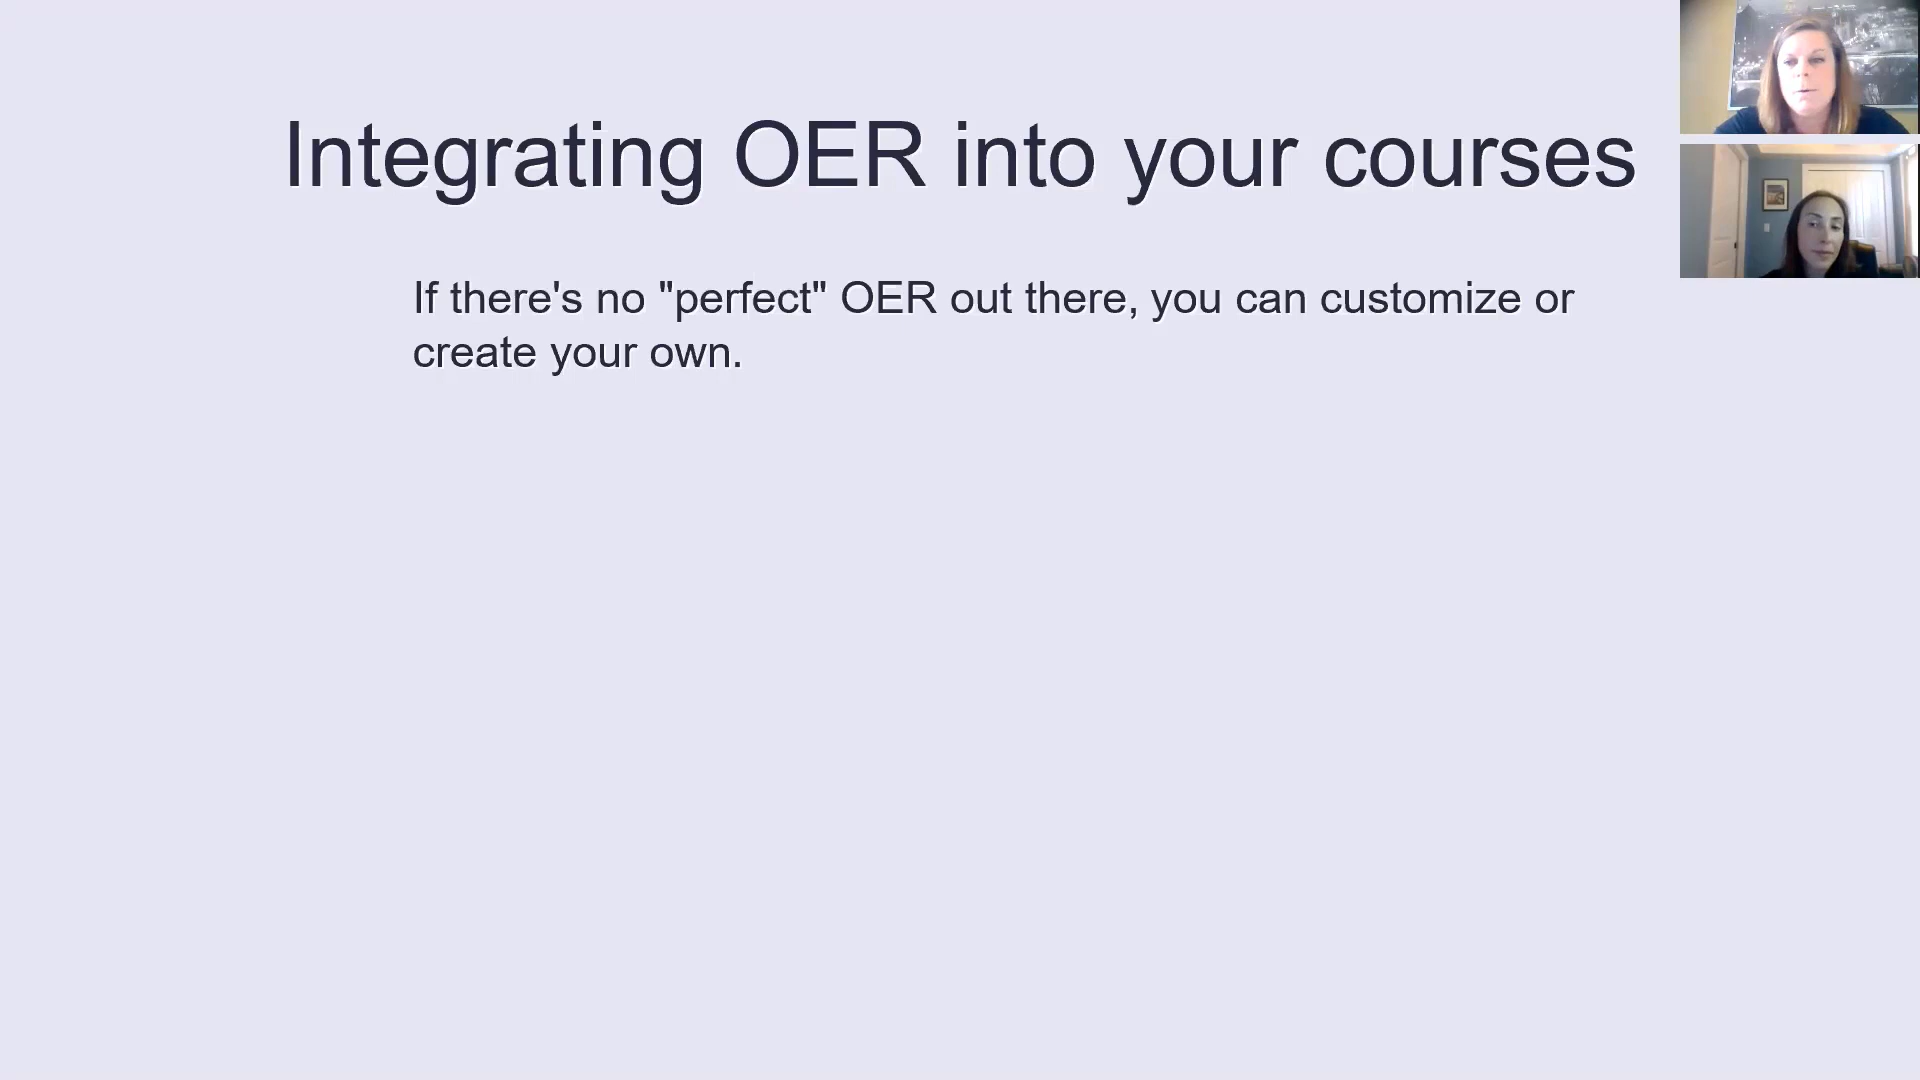 Integrating OER into your courses
If there's no "perfect" OER out there, you can customize or
create your own.